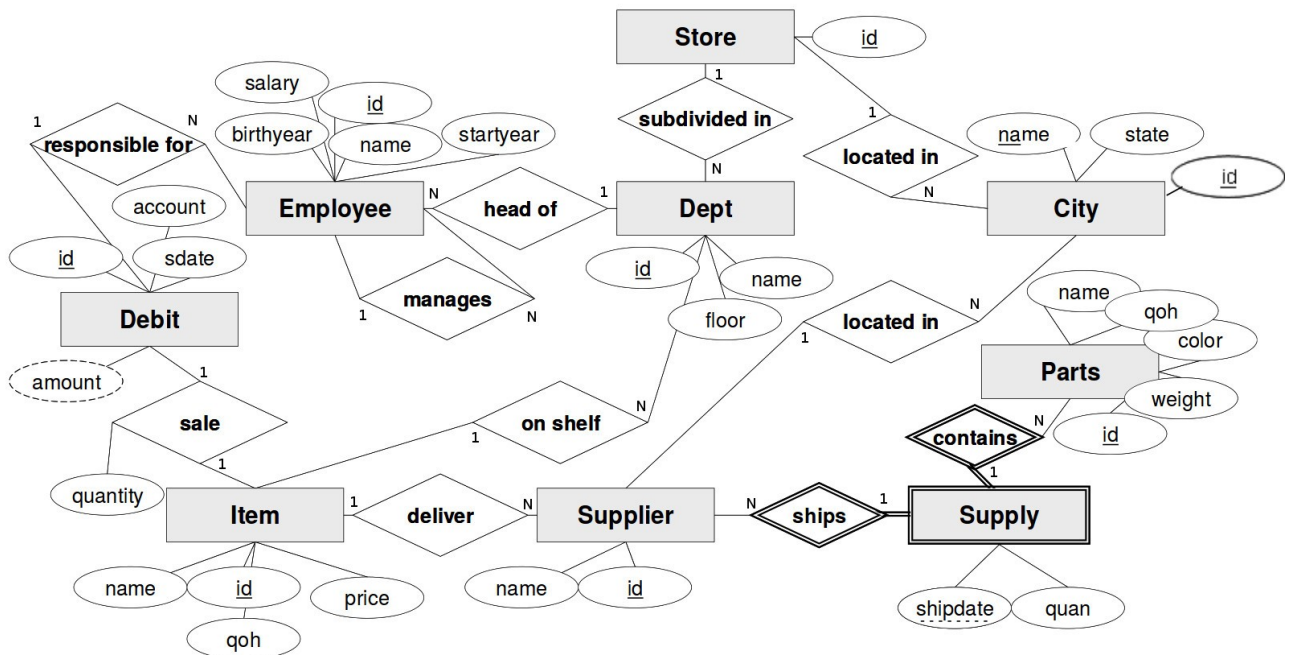 Store
id
salary
id
1
1
N
birthyear
name
startyear
subdivided in
1
name
state
responsible for
located in
id
N
N
Employee
N
head of
1
Dept
N
City
account
id
sdate
id
name
name
manages
1
N
N
qoh
Debit
floor
located in
1
color
amount
1
Parts
weight
N
N
id
sale
on shelf
1
contains
1
1
quantity
Item
1
deliver
N
Supplier
N
ships
1
Supply
name
id
price
name
id
shipdate
quan
qoh